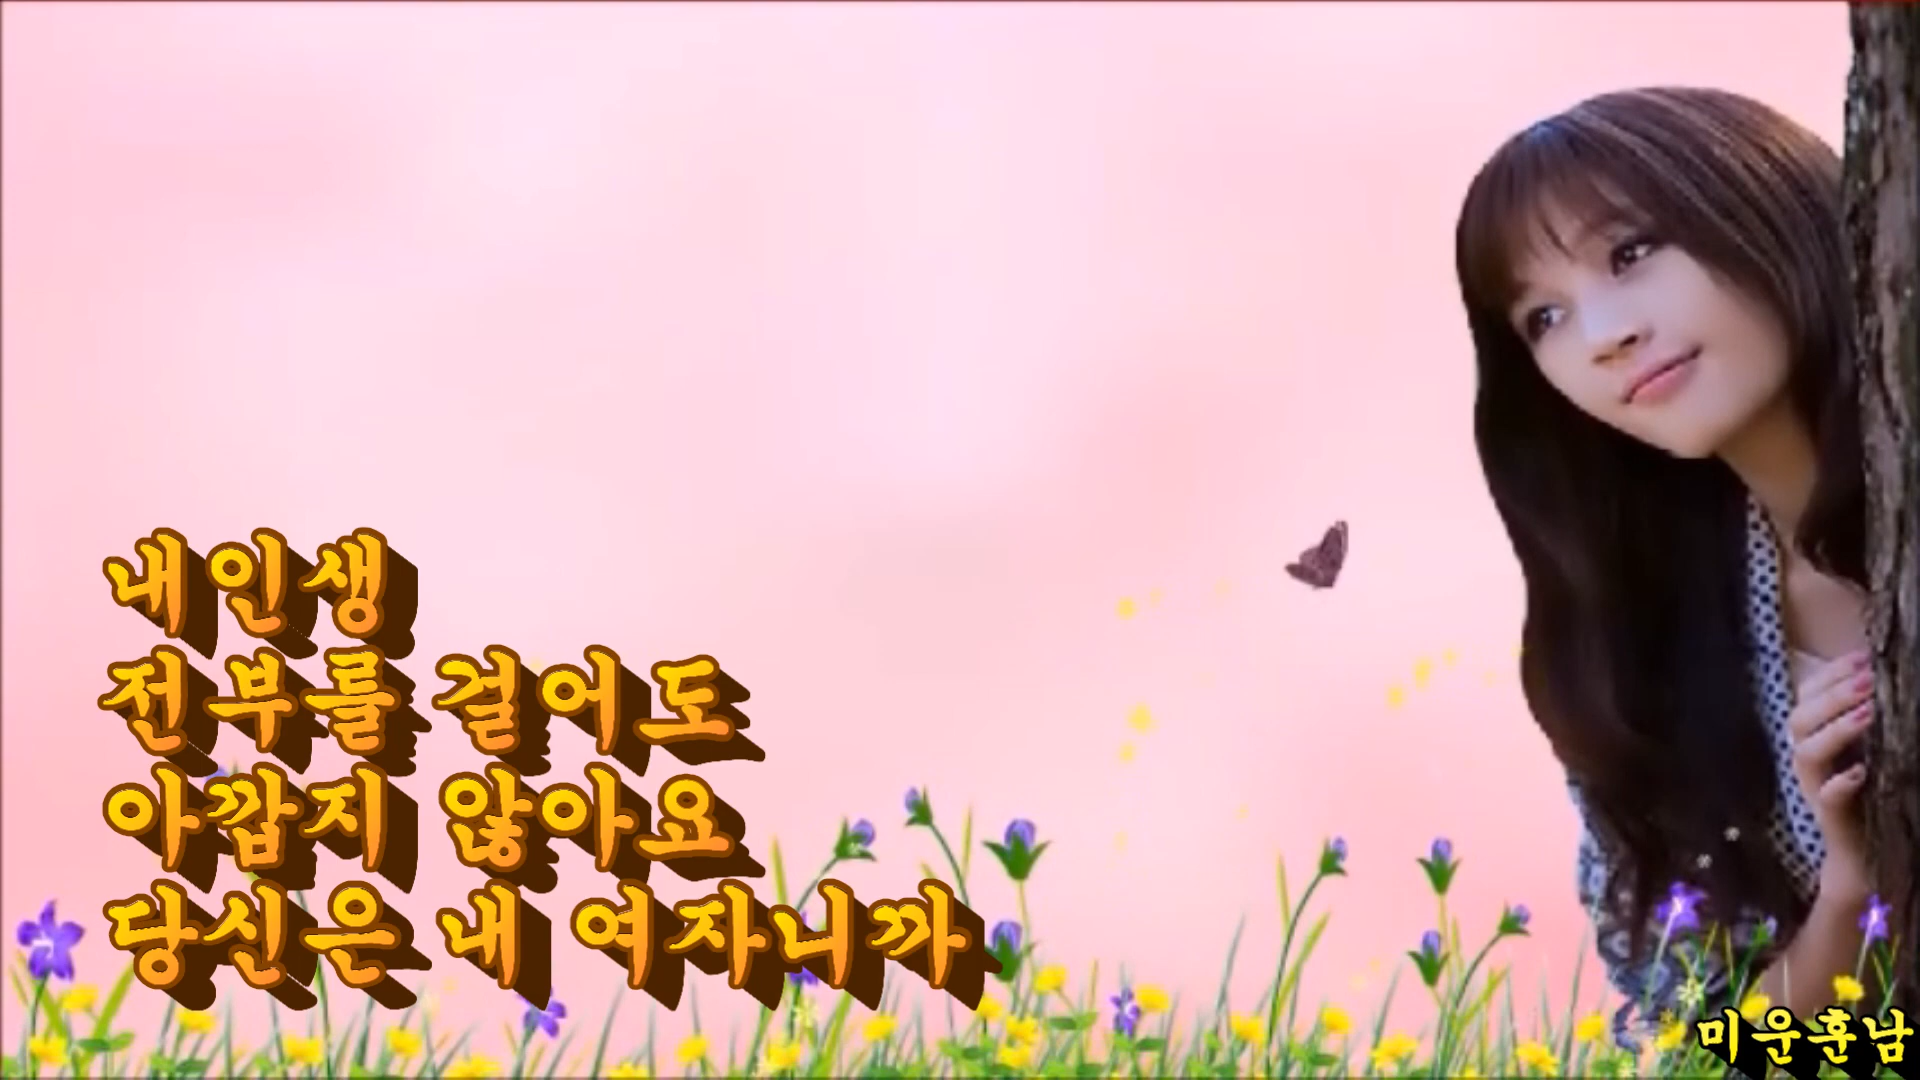 내인생
전부를 걸어도
아깝지 않아요
당신은 내 여자니까
미운훈남